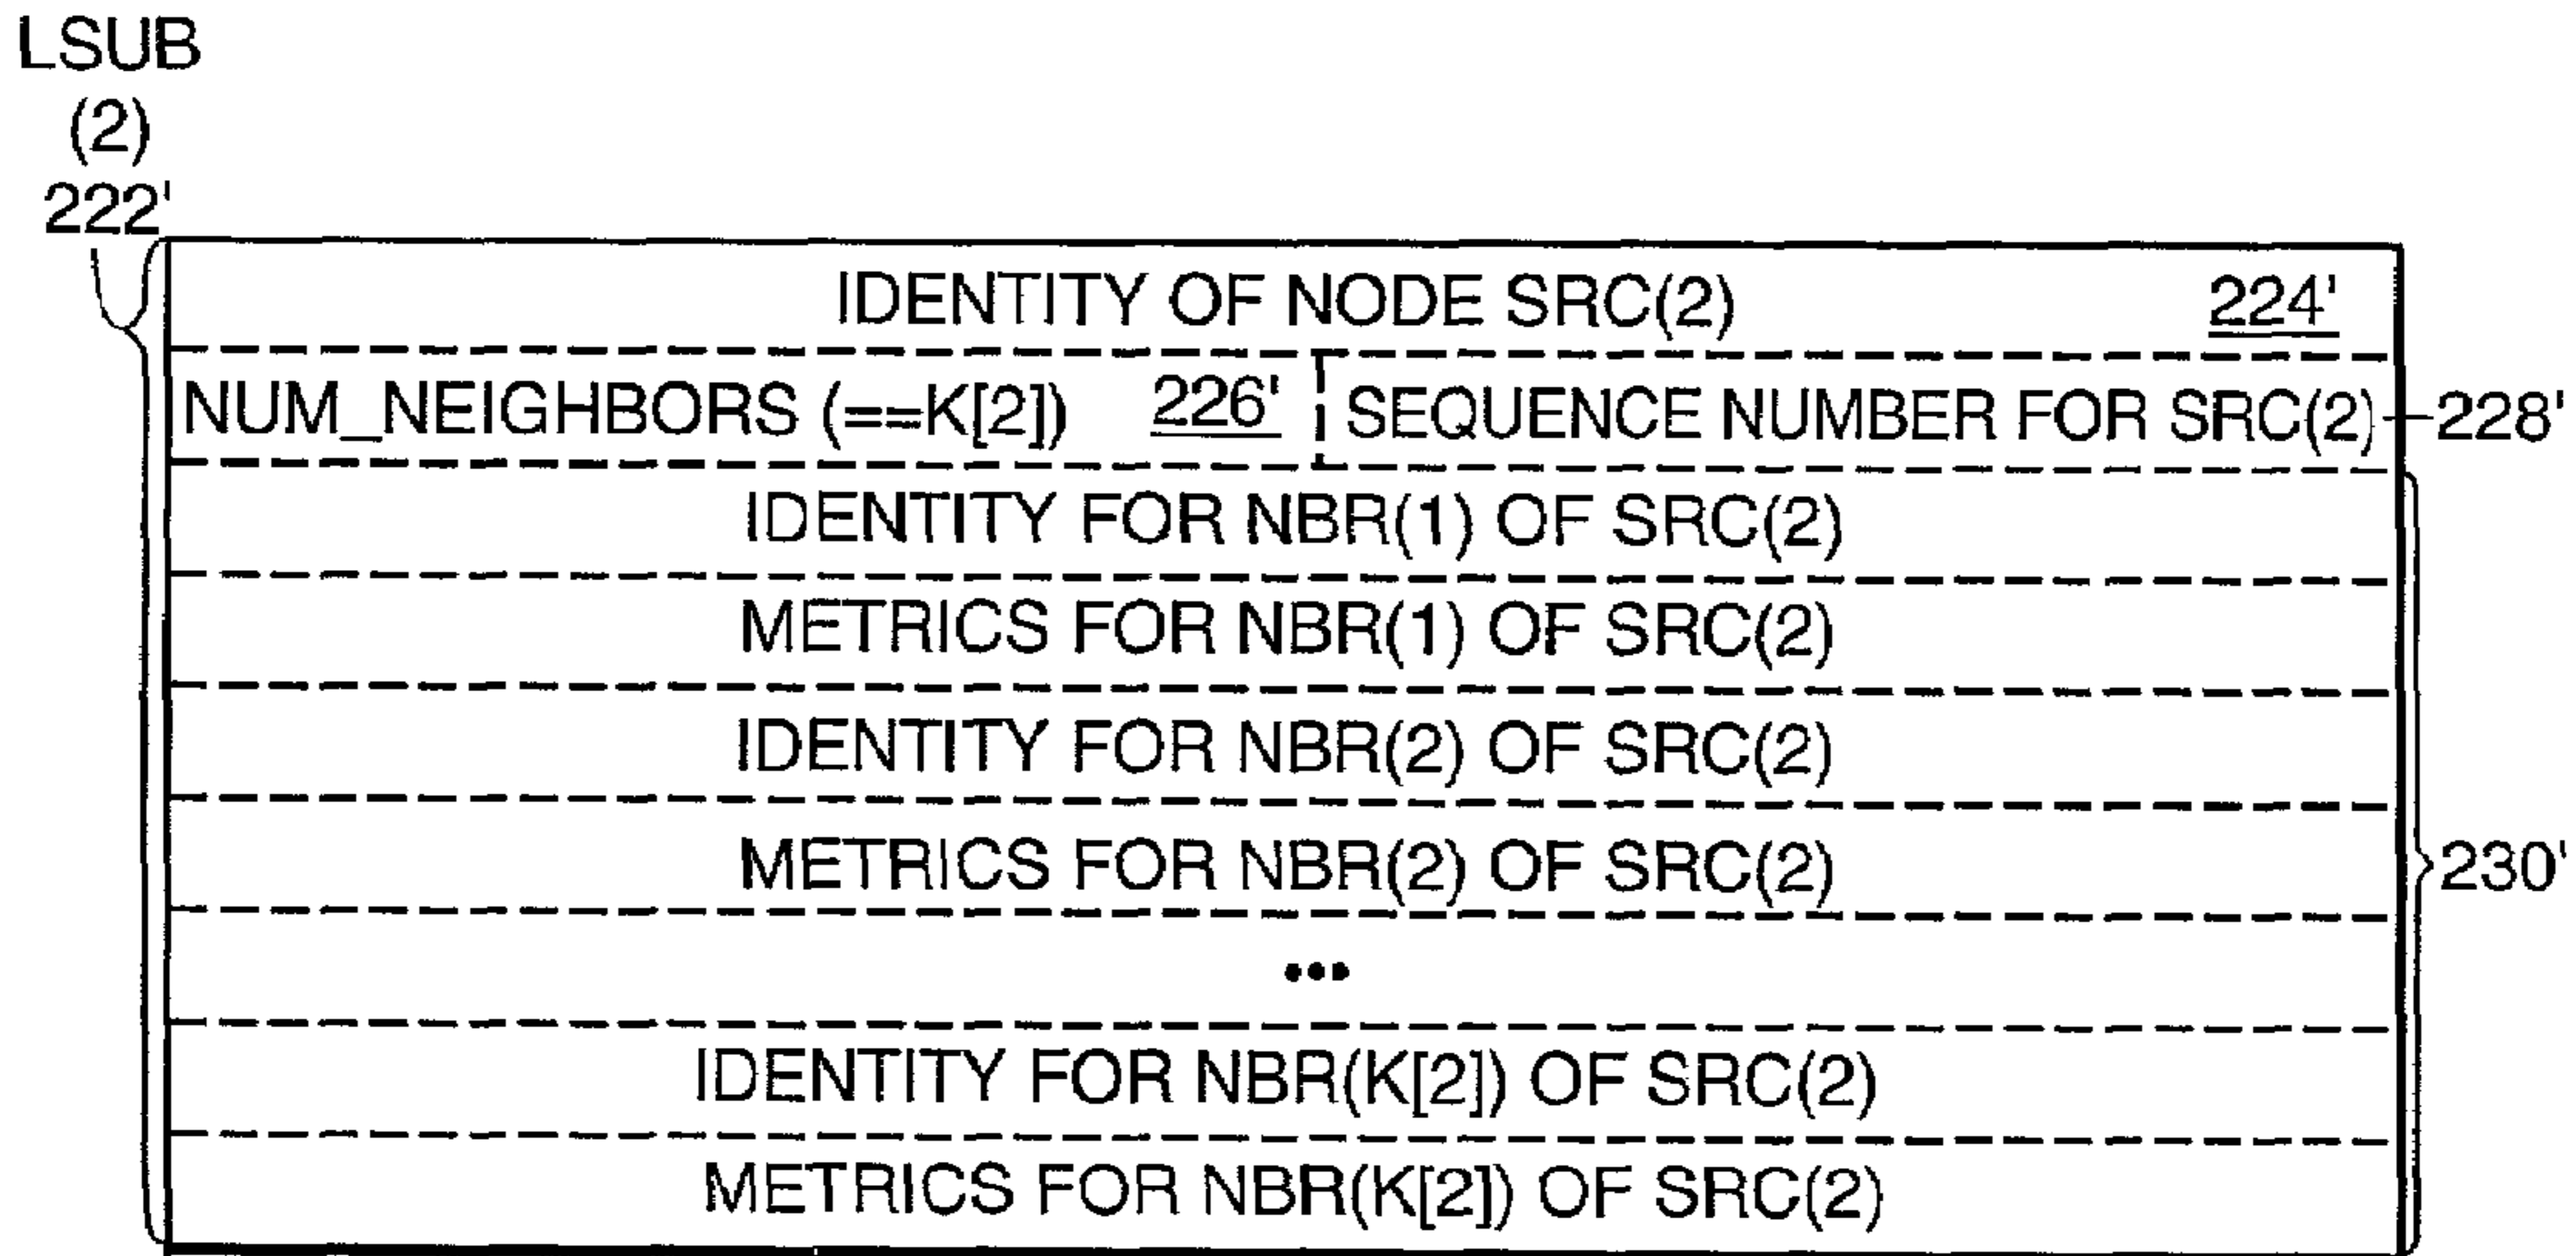 LSUB
(2)
222'
IDENTITY OF NODE SRC(2) 224'
NUM_NEIGHBORS (==K[2]) 226' SEQUENCE NUMBER FOR SRC(2) 228'
IDENTITY FOR NBR(1) OF SRC(2)
METRICS FOR NBR(1) OF SRC(2)
IDENTITY FOR NBR(2) OF SRC(2)
METRICS FOR NBR(2) OF SRC(2)
230'
•••
IDENTITY FOR NBR(K[2]) OF SRC(2)
METRICS FOR NBR(K[2]) OF SRC(2)